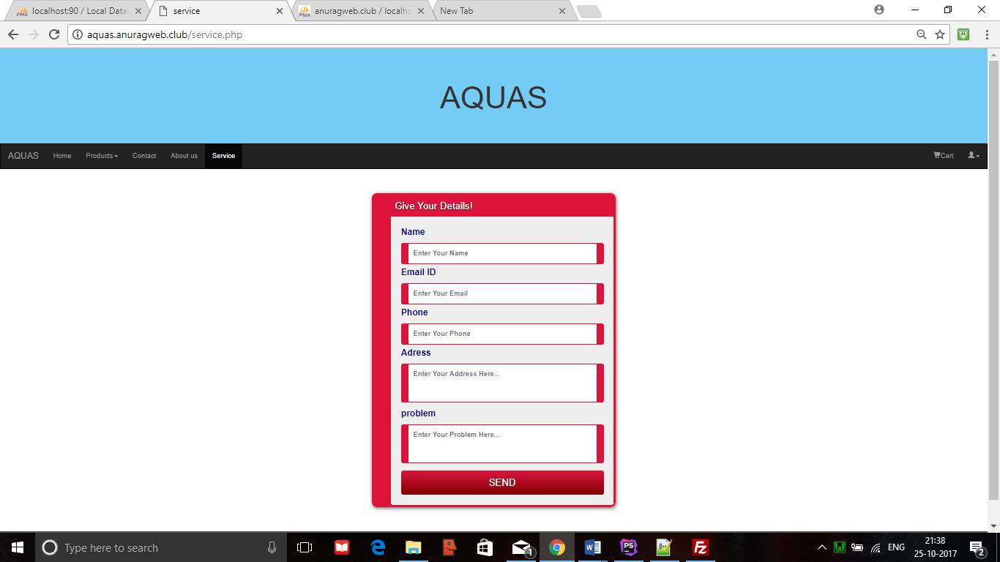 localhost:90 / Local Data
service
anuragweb.club / localho
New Tab
aquas.anuragweb.club/service.php
AQUAS
AQUAS Home Products Contact About us Service Cart
Give Your Details!
Name
Enter Your Name
Email ID
Enter Your Email
Phone
Enter Your Phone
Adress
Enter Your Address Here...
problem
Enter Your Problem Here...
SEND
Type here to search
1
ENG
21:38
25-10-2017
2